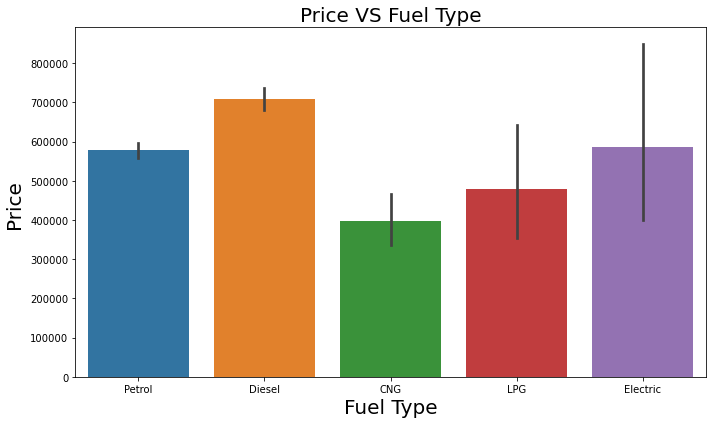 Price VS Fuel Type
Price
800000
700000
600000
500000
400000
300000
200000
100000
0
Petrol Diesel CNG LPG Electric
Fuel Type